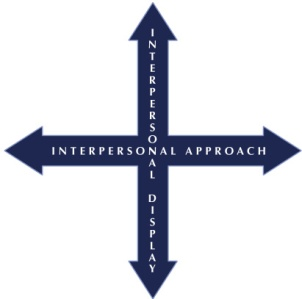 INTERPERSONAL DISPLAY
INTERPERSONAL APPROACH